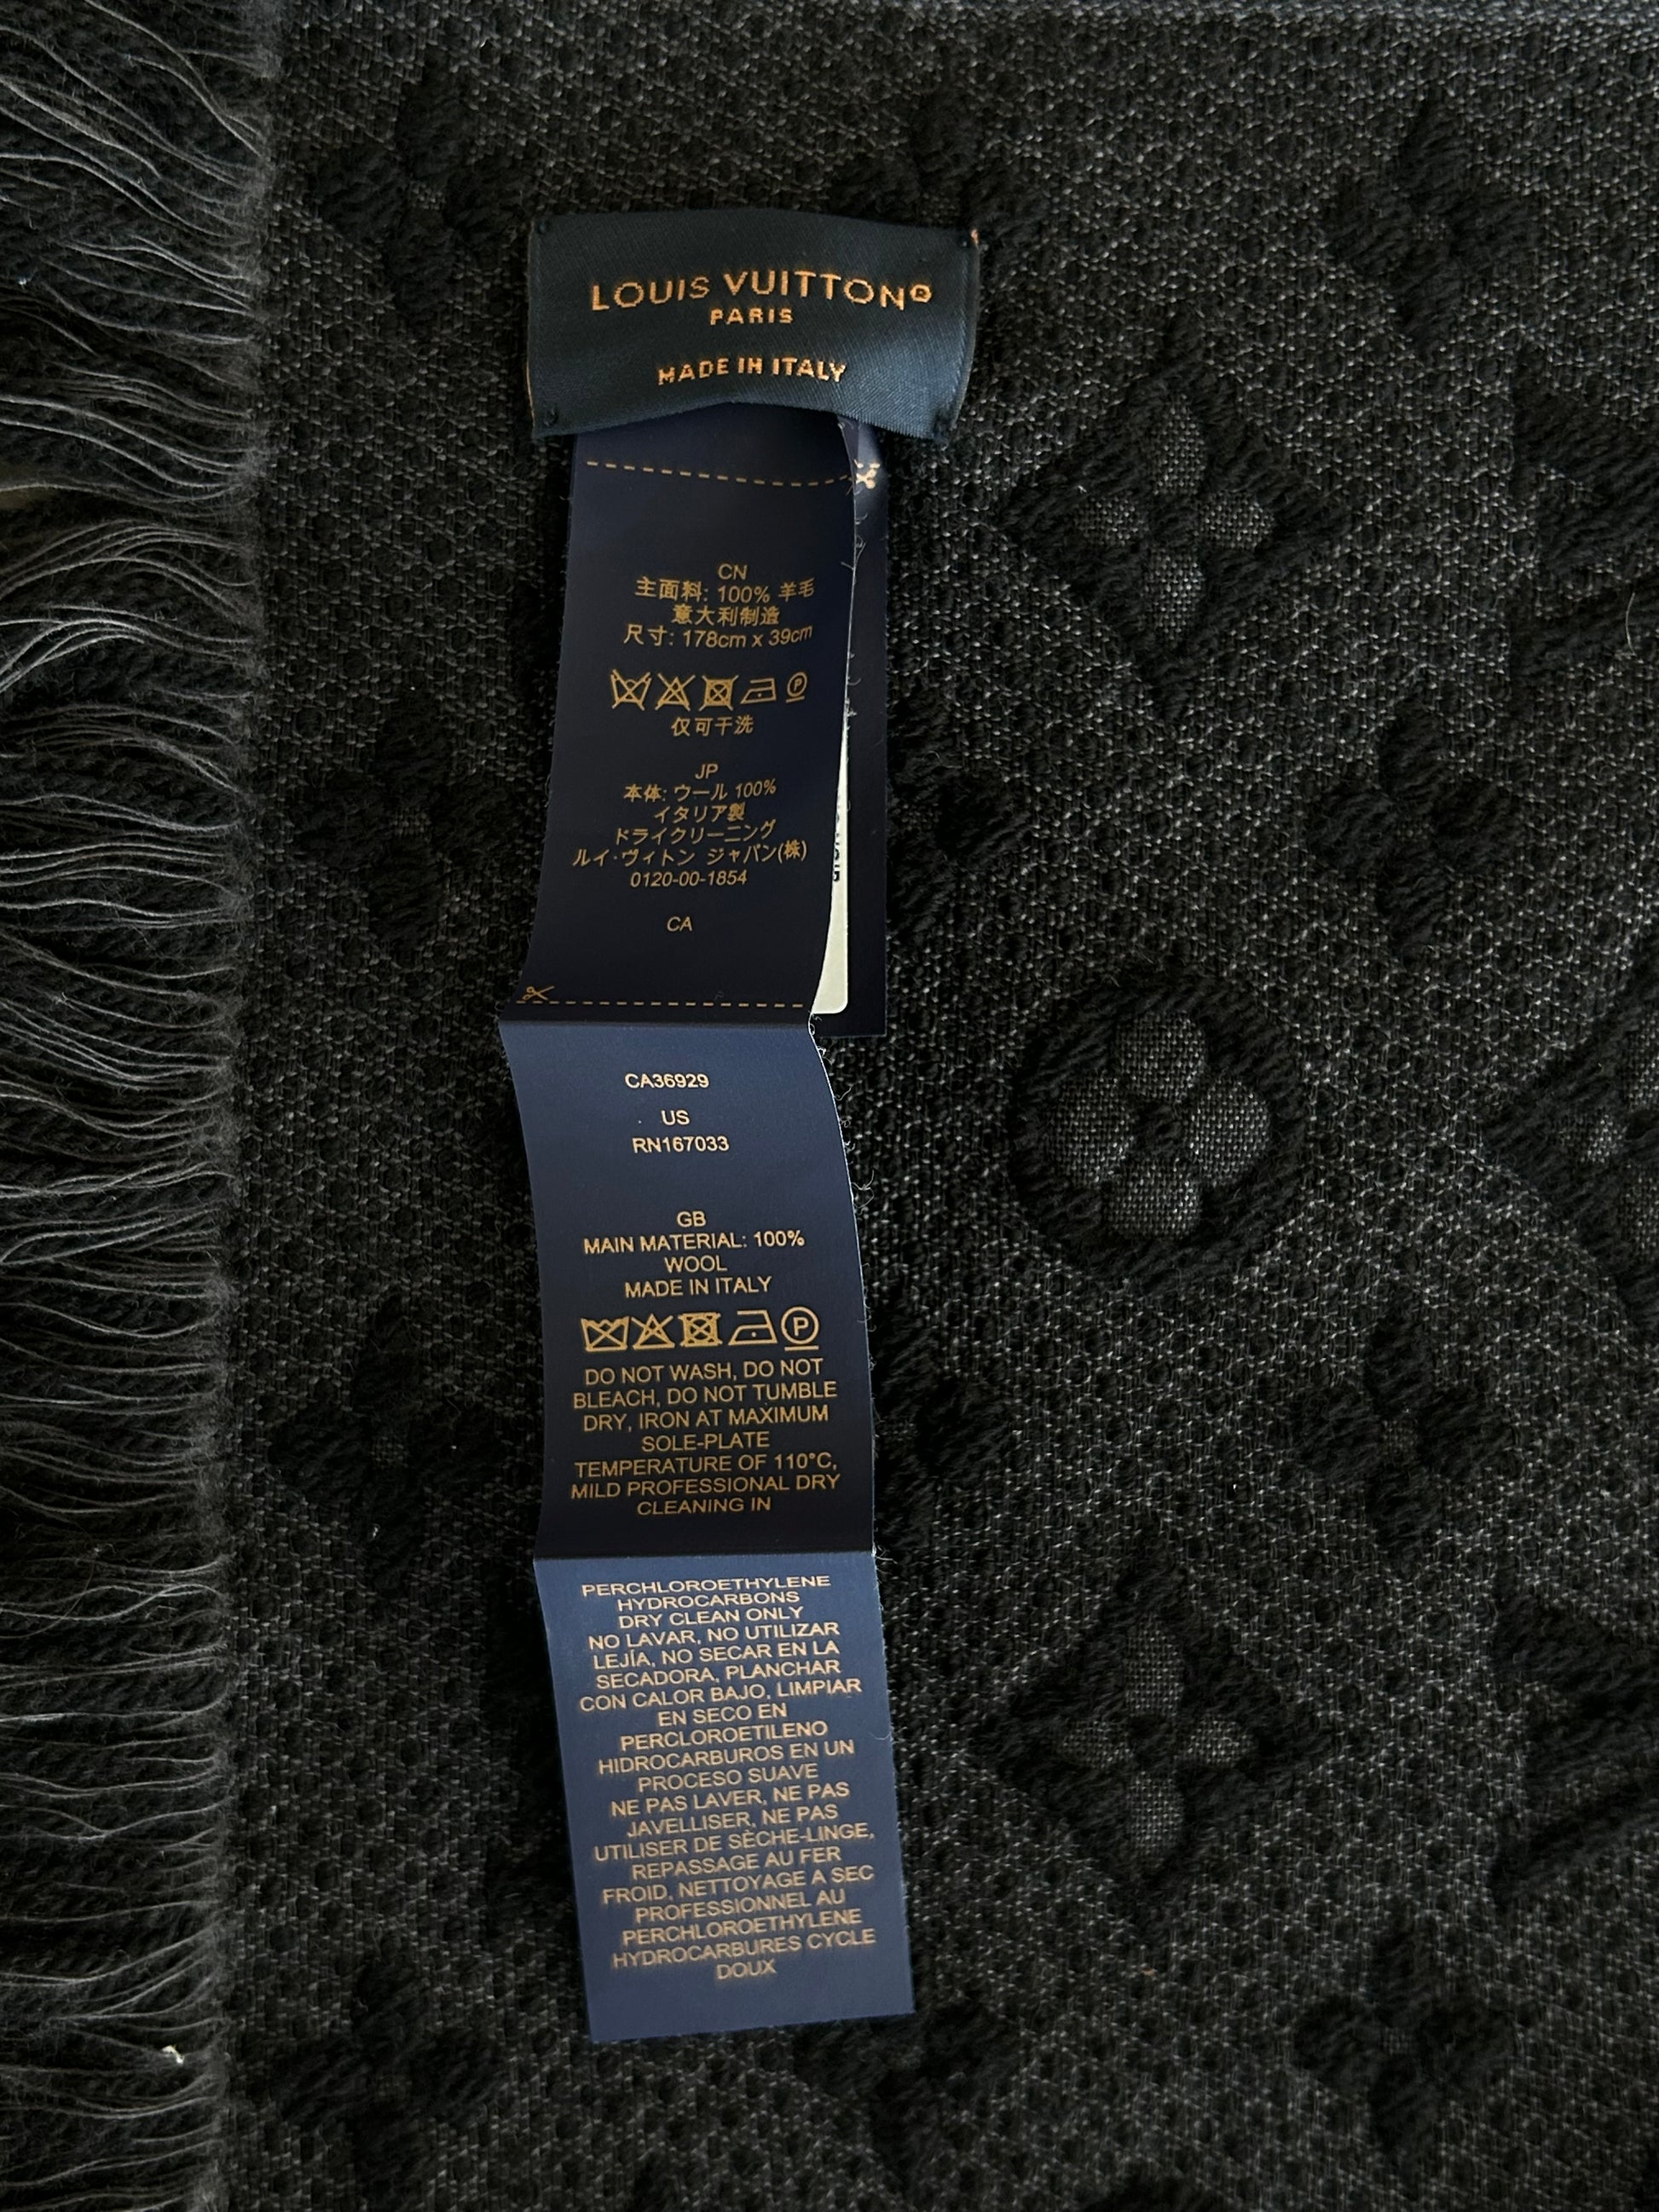 LOUIS VUITTON®
PARIS
MADE IN ITALY
CN
主面料: 100% 羊毛
意大利制造
尺寸: 178cm x 39cm
P
仅可干洗
JP
本体: ウール 100%
イタリア製
ドライクリーニング
ルイ·ヴィトン ジャパン(株)
0120-00-1854
CA
CA36929
US
RN167033
GB
MAIN MATERIAL: 100%
WOOL
MADE IN ITALY
P
DO NOT WASH, DO NOT
BLEACH, DO NOT TUMBLE
DRY, IRON AT MAXIMUM
SOLE-PLATE
TEMPERATURE OF 110°C,
MILD PROFESSIONAL DRY
CLEANING IN
PERCHLOROETHYLENE
HYDROCARBONS
DRY CLEAN ONLY
NO LAVAR, NO UTILIZAR
LEJÍA, NO SECAR EN LA
SECADORA, PLANCHAR
CON CALOR BAJO, LIMPIAR
EN SECO EN
PERCLOROETILENO
HIDROCARBUROS EN UN
PROCESO SUAVE
NE PAS LAVER, NE PAS
JAVELLISER, NE PAS
UTILISER DE SÈCHE-LINGE,
REPASSAGE AU FER
FROID, NETTOYAGE A SEC
PROFESSIONNEL AU
PERCHLOROETHYLENE
HYDROCARBURES CYCLE
DOUX